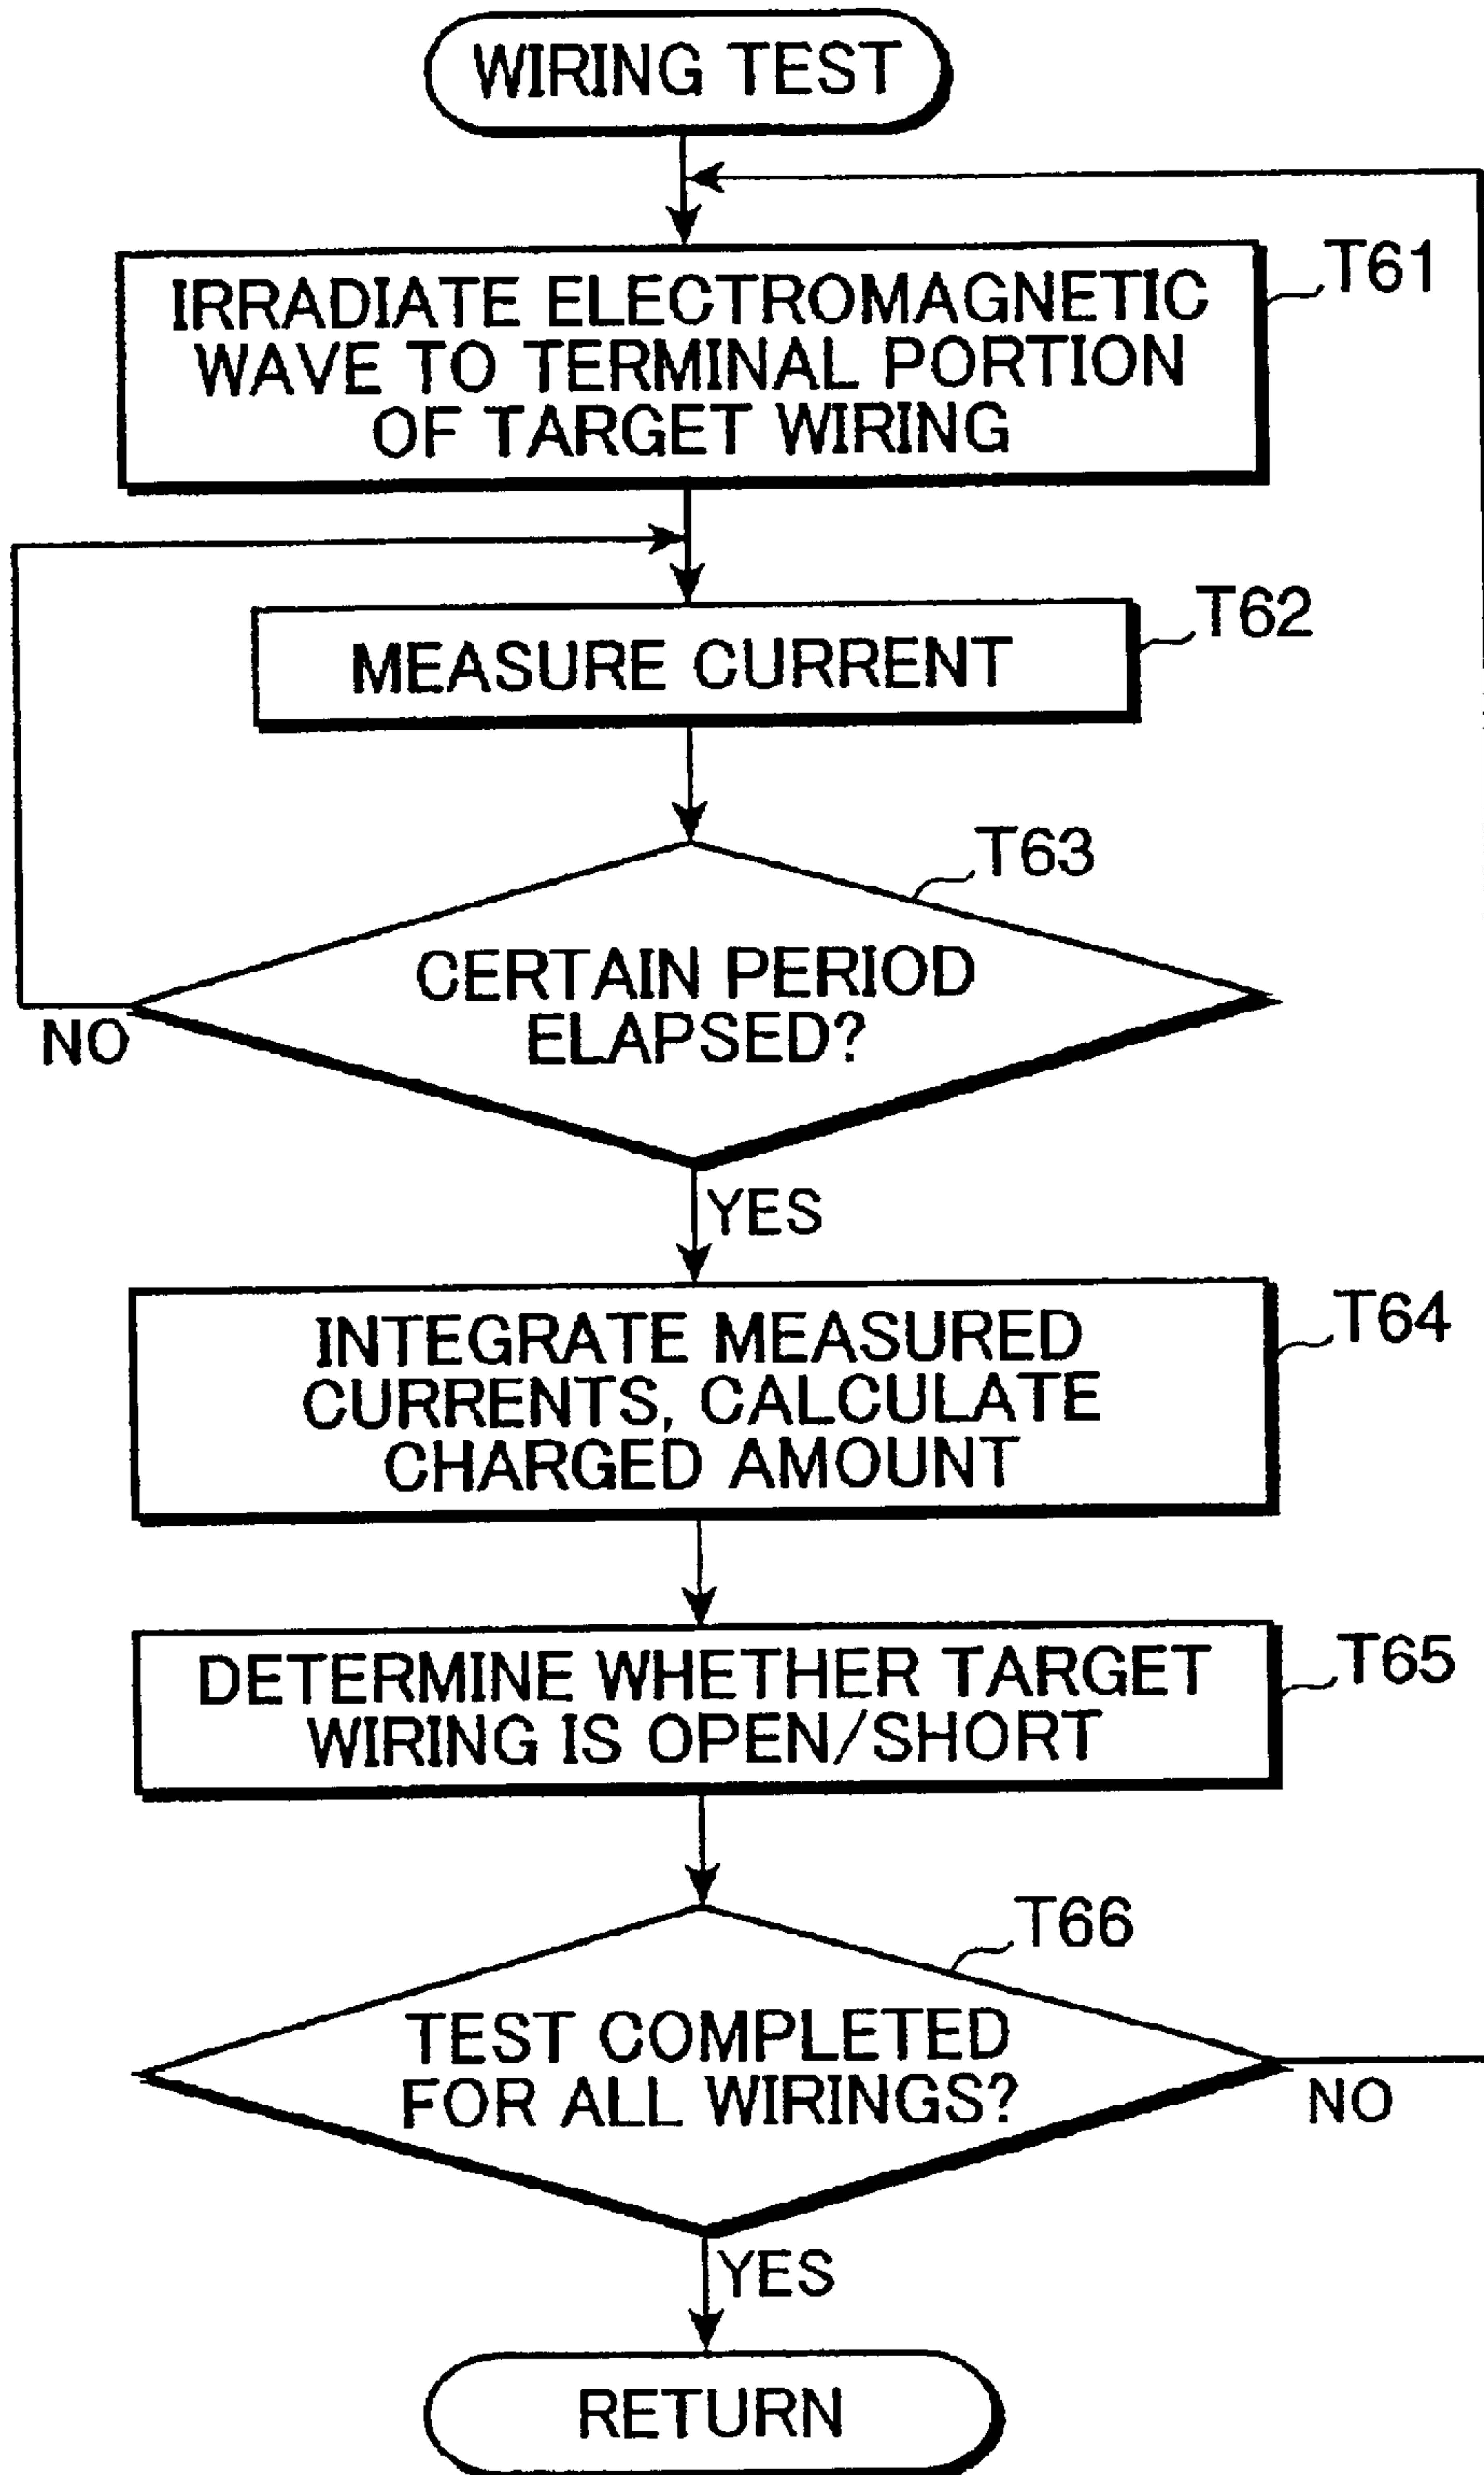 WIRING TEST
IRRADIATE ELECTROMAGNETIC
WAVE TO TERMINAL PORTION
OF TARGET WIRING
T61
MEASURE CURRENT
T62
T63
CERTAIN PERIOD
ELAPSED?
NO
YES
INTEGRATE MEASURED
CURRENTS, CALCULATE
CHARGED AMOUNT
T64
DETERMINE WHETHER TARGET
WIRING IS OPEN/SHORT
T65
T66
TEST COMPLETED
FOR ALL WIRINGS?
NO
YES
RETURN